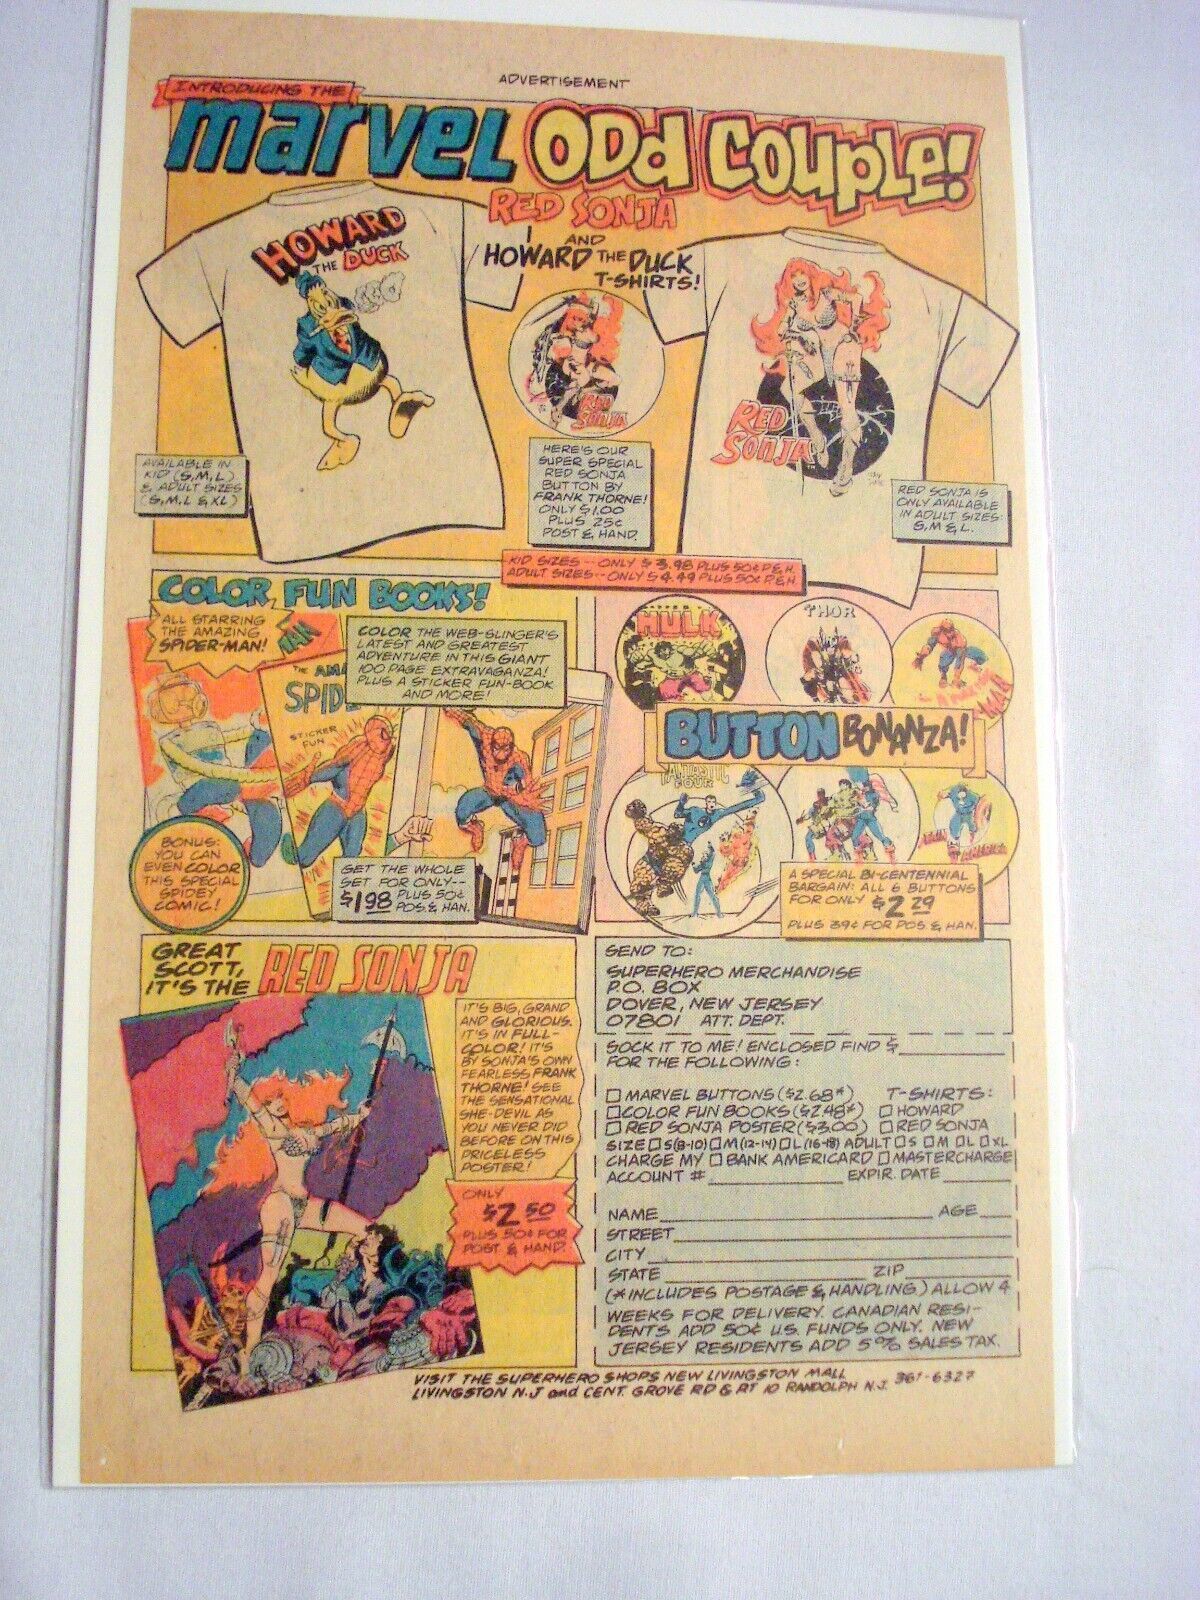 ADVERTISEMENT
INTRODUCING THE
marvel ODd COUPLE!
RED SONJA
AND
HOWARD THE DUCK
T-SHIRTS!
HOWARD
THE DUCK
RED
SONJA
RED
SONJA
AVAILABLE IN
KID (S, M, L)
& ADULT SIZES
(S, M, L & XL)
HERE'S OUR
SUPER SPECIAL
RED SONJA
BUTTON BY
FRANK THORNE!
ONLY $1.00
PLUS 25¢
POST & HAND.
RED SONJA IS
ONLY AVAILABLE
IN ADULT SIZES:
S, M & L.
KID SIZES--ONLY $3.98 PLUS 50¢ P.&H.
ADULT SIZES--ONLY $4.49 PLUS 50¢ P.&H.
COLOR FUN BOOKS!
ALL STARRING
THE AMAZING
SPIDER-MAN!
COLOR THE WEB-SLINGER'S
LATEST AND GREATEST
ADVENTURE IN THIS GIANT
100 PAGE EXTRAVAGANZA!
PLUS A STICKER FUN-BOOK
AND MORE!
THE AMA
SPID
STICKER
FUN
BONUS:
YOU CAN
EVEN COLOR
THIS SPECIAL
SPIDEY
COMIC!
GET THE WHOLE
SET FOR ONLY--
$1.98 PLUS 50¢
POS. & HAN.
HULK
THOR
BUTTON BONANZA!
FANTASTIC
FOUR
A SPECIAL BI-CENTENNIAL
BARGAIN: ALL 6 BUTTONS
FOR ONLY $2.29
PLUS 39¢ FOR POS. & HAN.
GREAT
SCOTT,
IT'S THE RED SONJA
IT'S BIG, GRAND
AND GLORIOUS.
IT'S IN FULL-
COLOR! IT'S
BY SONJA'S OWN
FEARLESS FRANK
THORNE! SEE
THE SENSATIONAL
SHE-DEVIL AS
YOU NEVER DID
BEFORE ON THIS
PRICELESS
POSTER!
ONLY
$2.50
PLUS 50¢ FOR
POST & HAND.
SEND TO:
SUPERHERO MERCHANDISE
P.O. BOX
DOVER, NEW JERSEY
07801 ATT. DEPT.
SOCK IT TO ME! ENCLOSED FIND $
FOR THE FOLLOWING:
□ MARVEL BUTTONS ($2.68*) T-SHIRTS:
□ COLOR FUN BOOKS ($2.48*) □ HOWARD
□ RED SONJA POSTER ($3.00) □ RED SONJA
SIZE □ S(8-10) □ M(12-14) □ L(16-18) ADULT □ S □ M □ L □ XL
CHARGE MY □ BANK AMERICARD □ MASTERCHARGE
ACCOUNT # EXPIR. DATE
NAME AGE
STREET
CITY
STATE ZIP
(*INCLUDES POSTAGE & HANDLING) ALLOW 4
WEEKS FOR DELIVERY. CANADIAN RESI-
DENTS ADD 50¢ U.S. FUNDS ONLY. NEW
JERSEY RESIDENTS ADD 5% SALES TAX.
VISIT THE SUPERHERO SHOPS NEW LIVINGSTON MALL
LIVINGSTON N.J and CENT. GROVE RD & RT 10 RANDOLPH N.J. 361-6327